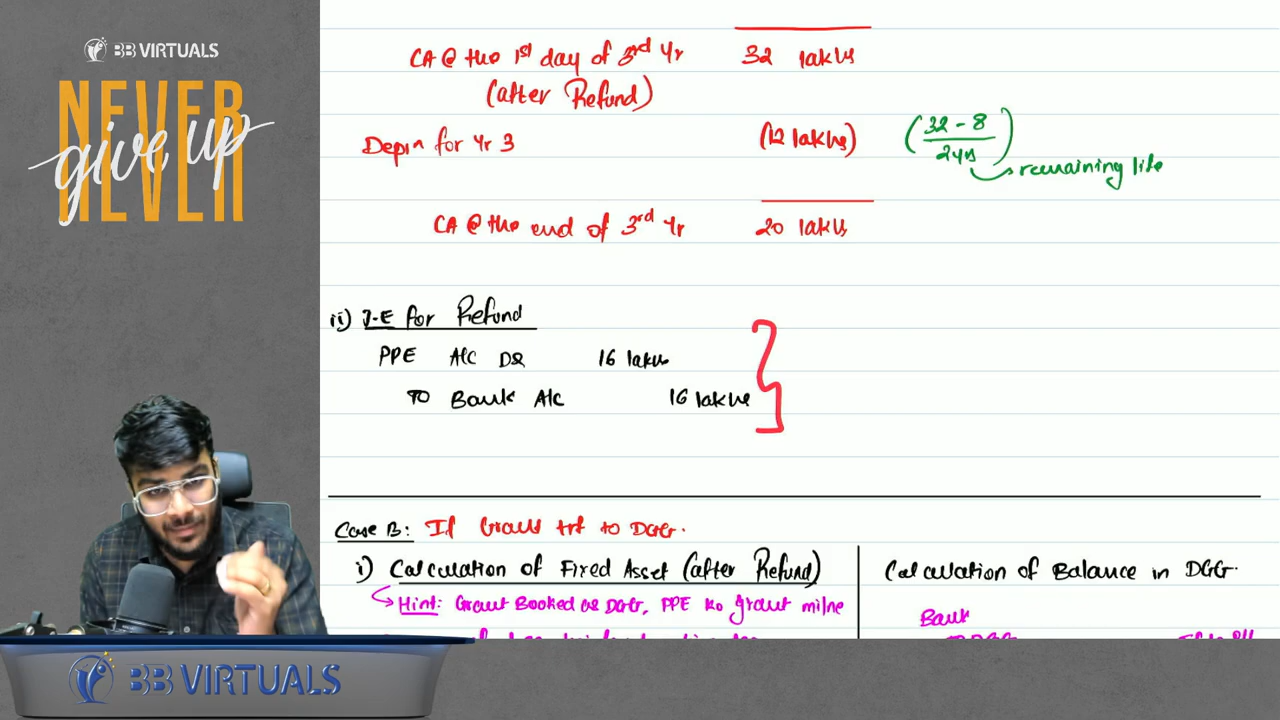 BB VIRTUALS
NEVER
give up
NEVER
CA @ the 1st day of 3rd Yr 32 lakhs
(after Refund)
Depn for Yr 3 (12 lakhs) (32 - 8 / 2yrs)
remaining life
CA @ the end of 3rd Yr 20 lakhs
ii) J.E for Refund
PPE A/c DR 16 lakhs
TO Bank A/c 16 lakhs
Case B: If Grant trf to DGG.
i) Calculation of Fixed Asset (after Refund)
Hint: Grant Booked as DGG, PPE ko grant milne
Calculation of Balance in DGG.
Bank
BB VIRTUALS